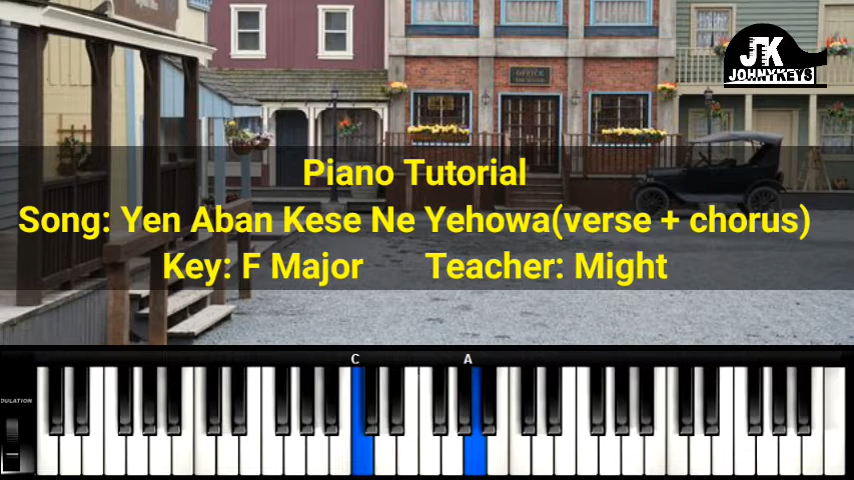 JK
JOHNYKEYS
OFFICE
Piano Tutorial
Song: Yen Aban Kese Ne Yehowa(verse + chorus)
Key: F Major Teacher: Might
C A
DULATION